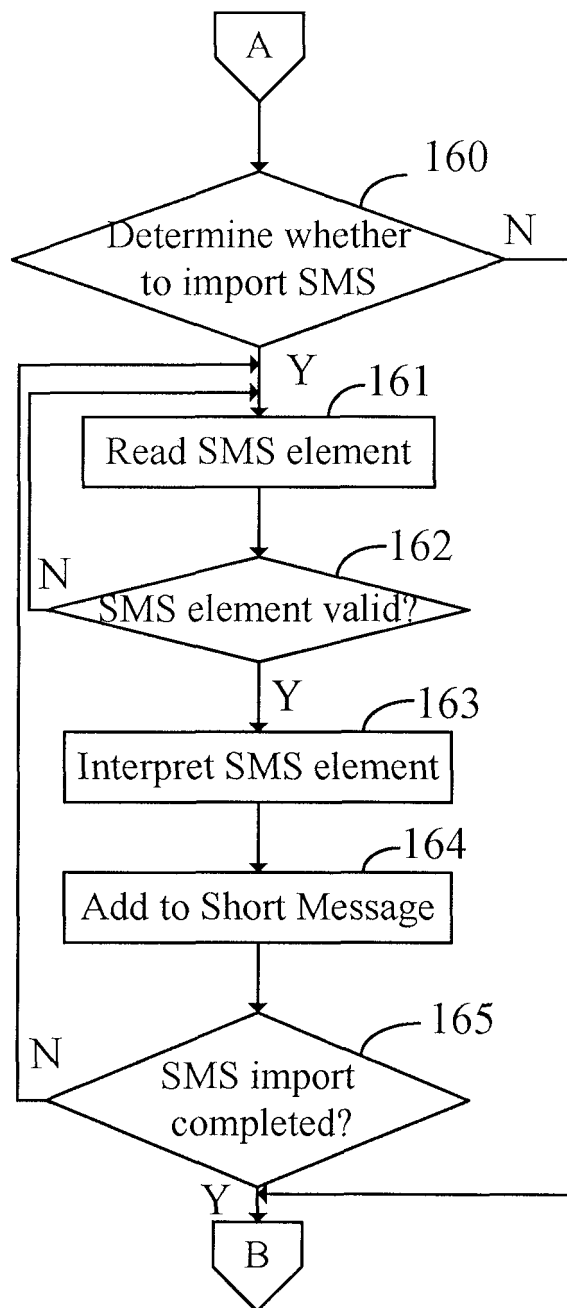 A
160
Determine whether
to import SMS
N
Y
161
Read SMS element
162
N
SMS element valid?
Y
163
Interpret SMS element
164
Add to Short Message
165
N
SMS import
completed?
Y
B